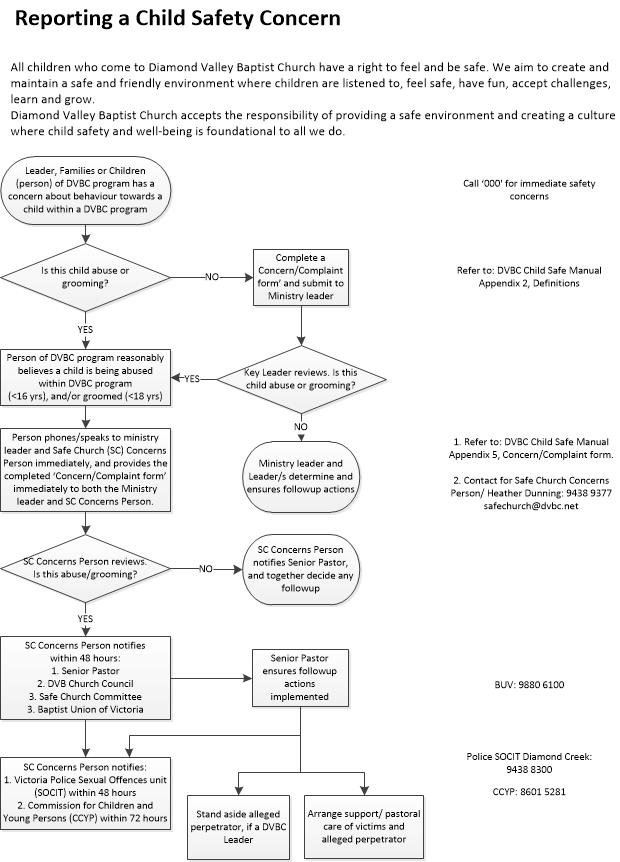 Reporting a Child Safety Concern
All children who come to Diamond Valley Baptist Church have a right to feel and be safe. We aim to create and
maintain a safe and friendly environment where children are listened to, feel safe, have fun, accept challenges,
learn and grow.
Diamond Valley Baptist Church accepts the responsibility of providing a safe environment and creating a culture
where child safety and well-being is foundational to all we do.
Leader, Families or Children
(person) of DVBC program has a
concern about behaviour towards a
child within a DVBC program
Call ‘000' for immediate safety
concerns
Is this child abuse or
grooming?
NO
Complete a
Concern/Complaint
form’ and submit to
Ministry leader
Refer to: DVBC Child Safe Manual
Appendix 2, Definitions
YES
Person of DVBC program reasonably
believes a child is being abused
within DVBC program
(<16 yrs), and/or groomed (<18 yrs)
YES
Key Leader reviews. Is this
child abuse or grooming?
NO
Person phones/speaks to ministry
leader and Safe Church (SC) Concerns
Person immediately, and provides the
completed ‘Concern/Complaint form’
immediately to both the Ministry
leader and SC Concerns Person.
Ministry leader and
Leader/s determine and
ensures followup actions
1. Refer to: DVBC Child Safe Manual
Appendix 5, Concern/Complaint form.
2. Contact for Safe Church Concerns
Person/ Heather Dunning: 9438 9377
safechurch@dvbc.net
SC Concerns Person reviews.
Is this abuse/grooming?
NO
SC Concerns Person
notifies Senior Pastor,
and together decide any
followup
YES
SC Concerns Person notifies
within 48 hours:
1. Senior Pastor
2. DVB Church Council
3. Safe Church Committee
3. Baptist Union of Victoria
Senior Pastor
ensures followup
actions
implemented
BUV: 9880 6100
SC Concerns Person notifies:
1. Victoria Police Sexual Offences unit
(SOCIT) within 48 hours
2. Commission for Children and
Young Persons (CCYP) within 72 hours
Police SOCIT Diamond Creek:
9438 8300
CCYP: 8601 5281
Stand aside alleged
perpetrator, if a DVBC
Leader
Arrange support/ pastoral
care of victims and
alleged perpetrator